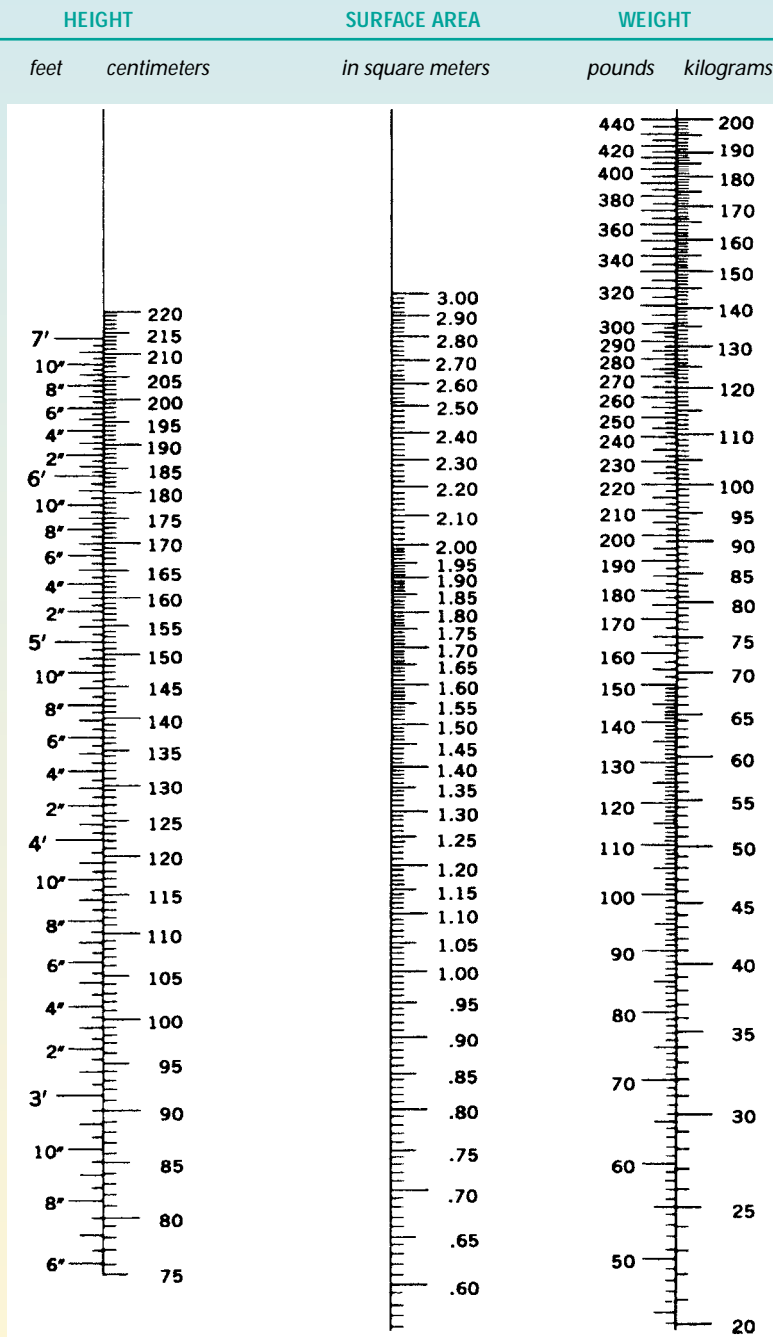 HEIGHT SURFACE AREA WEIGHT
feet centimeters in square meters pounds kilograms
440 200
420 190
400 180
380 170
360 160
340 150
320 140
220 3.00
7' 215 2.90 300
210 2.80 290 130
10" 205 2.70 280
8" 200 2.60 270 120
6" 195 2.50 260
4" 190 2.40 250 110
2" 185 2.30 240
6' 180 2.20 230 100
10" 175 2.10 220 95
8" 170 2.00 210 90
6" 165 1.95 200 85
4" 160 1.90 190 80
2" 155 1.85 180 75
5' 150 1.80 170 70
10" 145 1.75 160 65
8" 140 1.70 150 60
6" 135 1.65 140 55
4" 130 1.60 130 50
2" 125 1.55 120 45
4' 120 1.50 110 40
10" 115 1.45 100 35
8" 110 1.40 90 30
6" 105 1.35 80 25
4" 100 1.30 70 20
2" 95 1.25 60
3' 90 1.20 50
10" 85 1.15
8" 80 1.10
6" 75 1.05
1.00
.95
.90
.85
.80
.75
.70
.65
.60